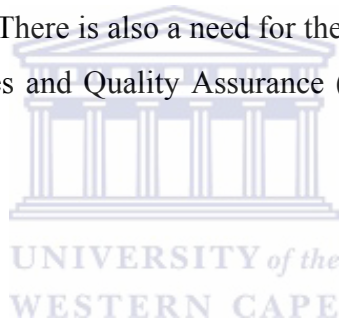 There is also a need for the
es and Quality Assurance (
UNIVERSITY of the
WESTERN CAPE